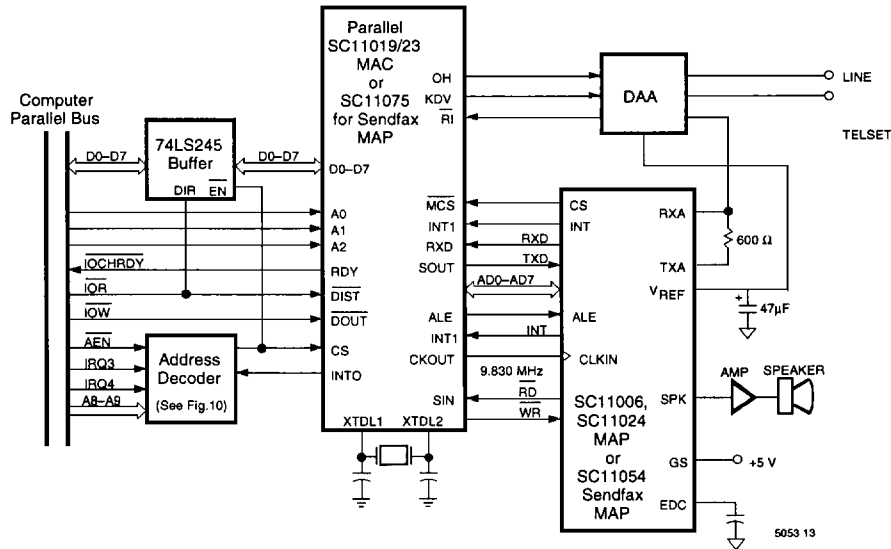 Parallel
SC11019/23
MAC
or
SC11075
for Sendfax
MAP
OH
KDV
RI
DAA
LINE
TELSET
Computer
Parallel Bus
74LS245
Buffer
D0–D7
D0–D7
DIR
EN
D0–D7
A0
A1
A2
IOCHRDY
RDY
IOR
DIST
IOW
DOUT
AEN
IRQ3
IRQ4
A8–A9
Address
Decoder
(See Fig.10)
CS
INTO
XTDL1
XTDL2
MCS
INT1
RXD
SOUT
RXD
TXD
AD0–AD7
ALE
INT1
INT
CKOUT
9.830 MHz
SIN
RD
WR
CS
INT
ALE
CLKIN
SC11006,
SC11024
MAP
or
SC11054
Sendfax
MAP
RXA
600 Ω
TXA
VREF
+
47µF
SPK
AMP
SPEAKER
GS
+5 V
EDC
5053 13